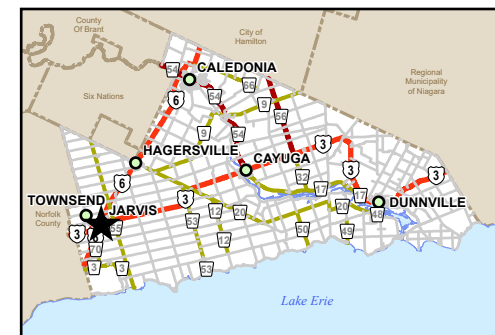 County
Of Brant
City of
Hamilton
Regional
Municipality
of Niagara
Six Nations
Norfolk
County
CALEDONIA
HAGERSVILLE
CAYUGA
TOWNSEND
JARVIS
DUNNVILLE
Lake Erie
54
6
54
66
9
56
9
54
3
3
3
6
32
17
17
3
53
20
12
12
20
48
50
49
3
55
70
3
3
53